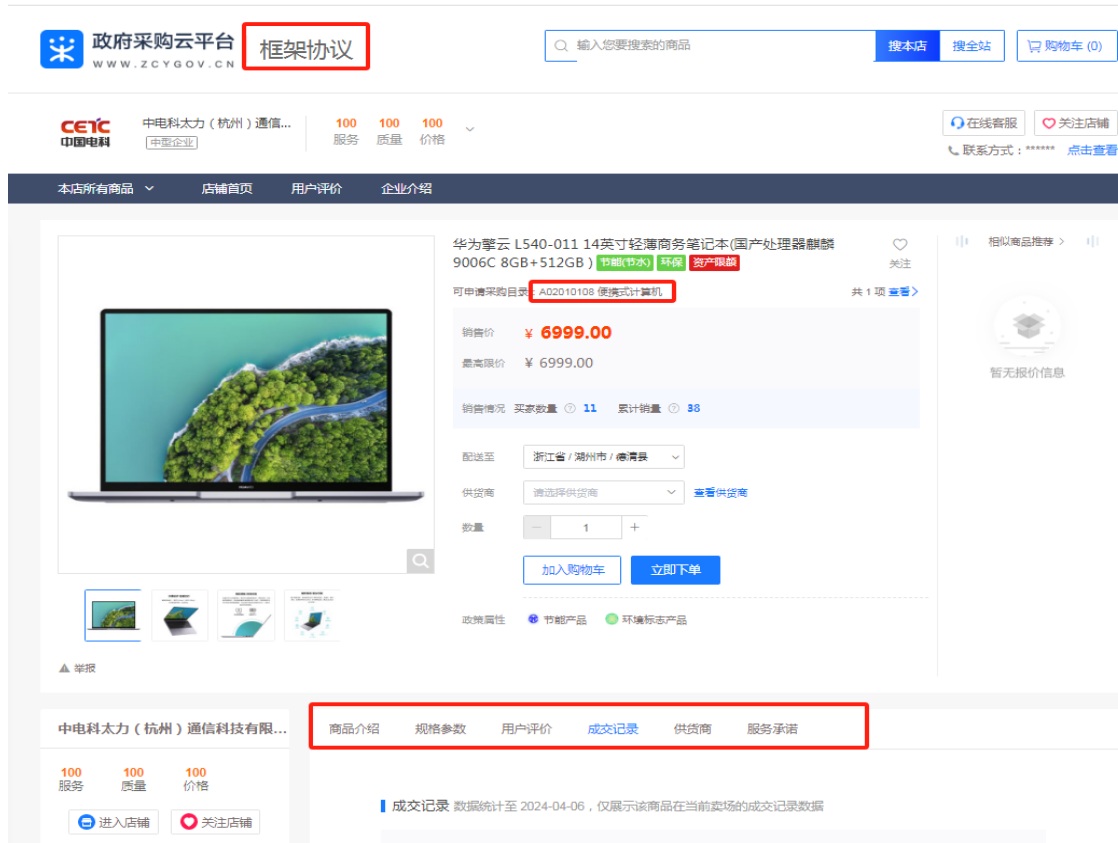 政府采购云平台
WWW.ZCYGOV.CN
框架协议
输入您要搜索的商品
搜本店
搜全站
购物车 (0)
CETC
中国电科
中电科太力（杭州）通信...
中型企业
100 100 100
服务 质量 价格
在线客服
关注店铺
联系方式：****** 点击查看
本店所有商品
店铺首页
用户评价
企业介绍
华为擎云 L540-011 14英寸轻薄商务笔记本(国产处理器麒麟
9006C 8GB+512GB ) 节能(节水) 环保 资产限额
关注
相似商品推荐 >
可申请采购目录: A02010108 便携式计算机
共 1 项 查看>
销售价 ¥ 6999.00
最高限价 ¥ 6999.00
暂无报价信息
销售情况 买家数量 11 累计销量 38
配送至 浙江省 / 湖州市 / 德清县
供货商 请选择供货商 查看供货商
数量 − 1 +
加入购物车 立即下单
政策属性 节能产品 环境标志产品
举报
中电科太力（杭州）通信科技有限...
100 100 100
服务 质量 价格
进入店铺 关注店铺
商品介绍 规格参数 用户评价 成交记录 供货商 服务承诺
成交记录 数据统计至 2024-04-06，仅展示该商品在当前卖场的成交记录数据